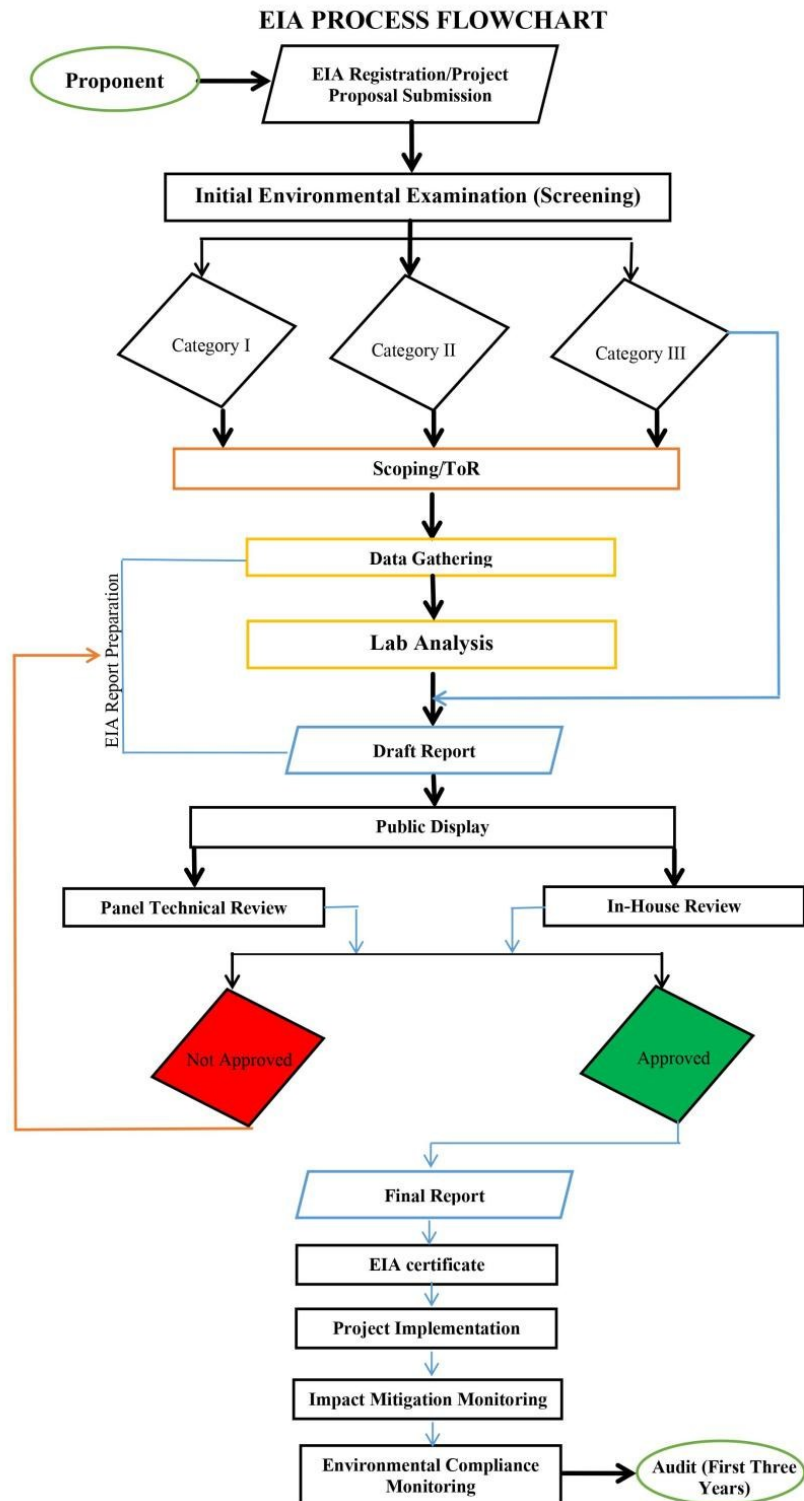 EIA PROCESS FLOWCHART
Proponent
EIA Registration/Project
Proposal Submission
Initial Environmental Examination (Screening)
Category I
Category II
Category III
Scoping/ToR
Data Gathering
EIA Report Preparation
Lab Analysis
Draft Report
Public Display
Panel Technical Review
In-House Review
Not Approved
Approved
Final Report
EIA certificate
Project Implementation
Impact Mitigation Monitoring
Environmental Compliance
Monitoring
Audit (First Three
Years)